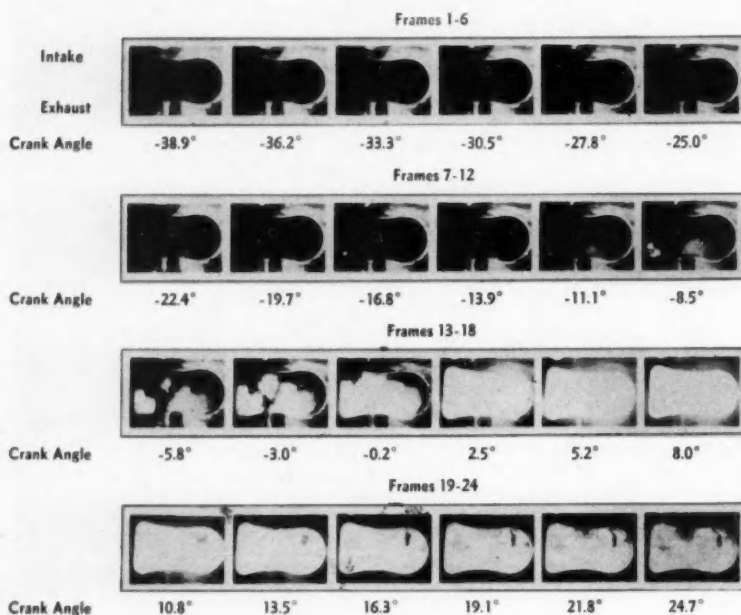 Frames 1-6
Intake
Exhaust
Crank Angle -38.9° -36.2° -33.3° -30.5° -27.8° -25.0°
Frames 7-12
Crank Angle -22.4° -19.7° -16.8° -13.9° -11.1° -8.5°
Frames 13-18
Crank Angle -5.8° -3.0° -0.2° 2.5° 5.2° 8.0°
Frames 19-24
Crank Angle 10.8° 13.5° 16.3° 19.1° 21.8° 24.7°